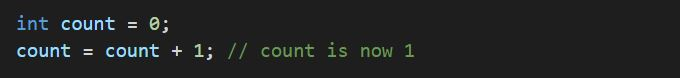 int count = 0;
count = count + 1; // count is now 1